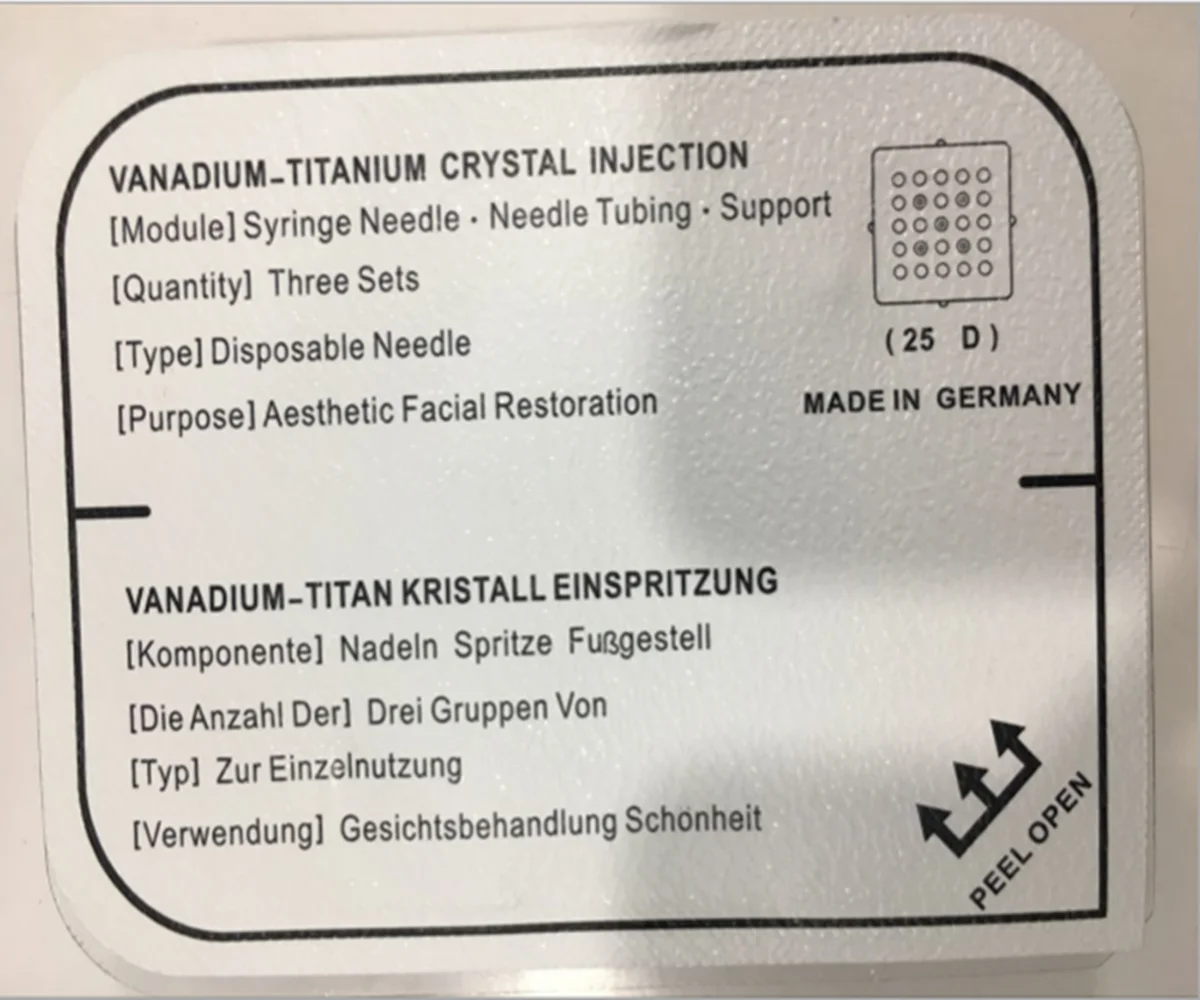 VANADIUM-TITANIUM CRYSTAL INJECTION
[Module] Syringe Needle · Needle Tubing · Support
[Quantity] Three Sets
[Type] Disposable Needle
[Purpose] Aesthetic Facial Restoration
(25 D)
MADE IN GERMANY
VANADIUM-TITAN KRISTALL EINSPRITZUNG
[Komponente] Nadeln Spritze Fußgestell
[Die Anzahl Der] Drei Gruppen Von
[Typ] Zur Einzelnutzung
[Verwendung] Gesichtsbehandlung Schönheit
PEEL OPEN